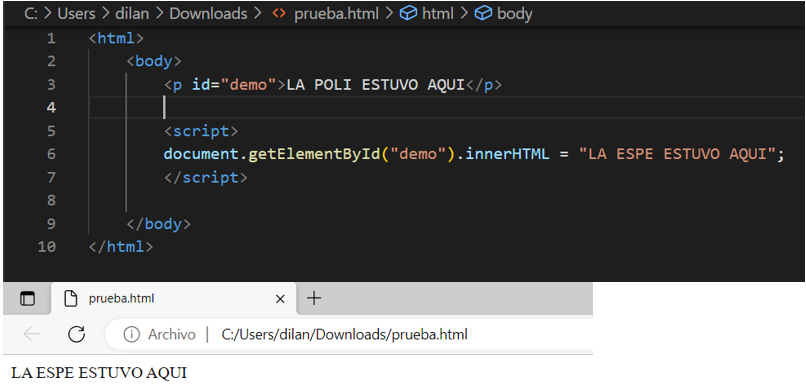 C: > Users > dilan > Downloads > <> prueba.html > html > body
1 <html>
2 <body>
3 <p id="demo">LA POLI ESTUVO AQUI</p>
4
5 <script>
6 document.getElementById("demo").innerHTML = "LA ESPE ESTUVO AQUI";
7 </script>
8
9 </body>
10 </html>
prueba.html
Archivo | C:/Users/dilan/Downloads/prueba.html
LA ESPE ESTUVO AQUI